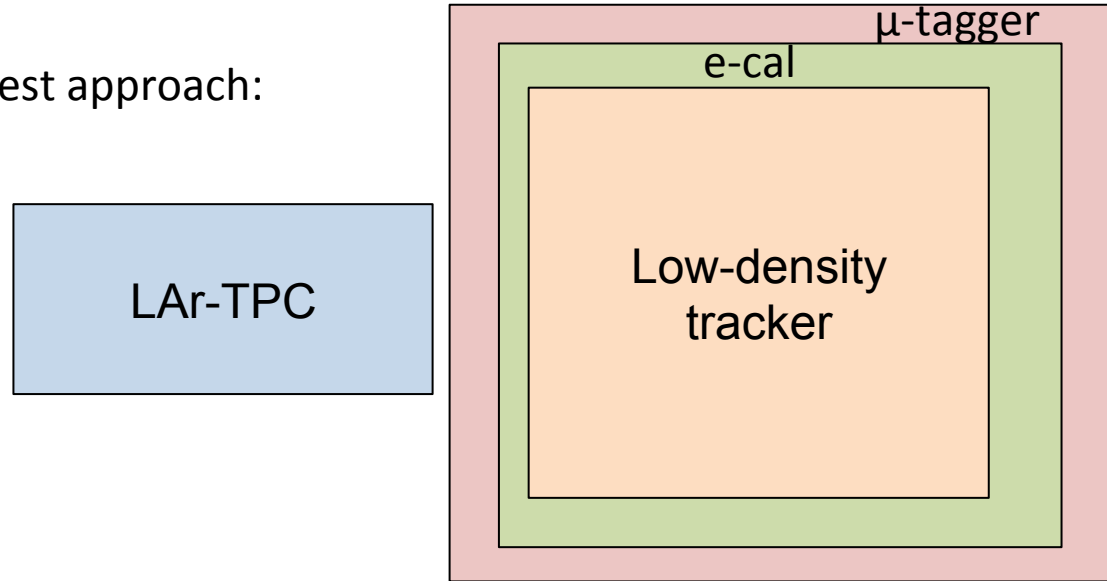 μ-tagger
e-cal
est approach:
LAr-TPC
Low-density
tracker